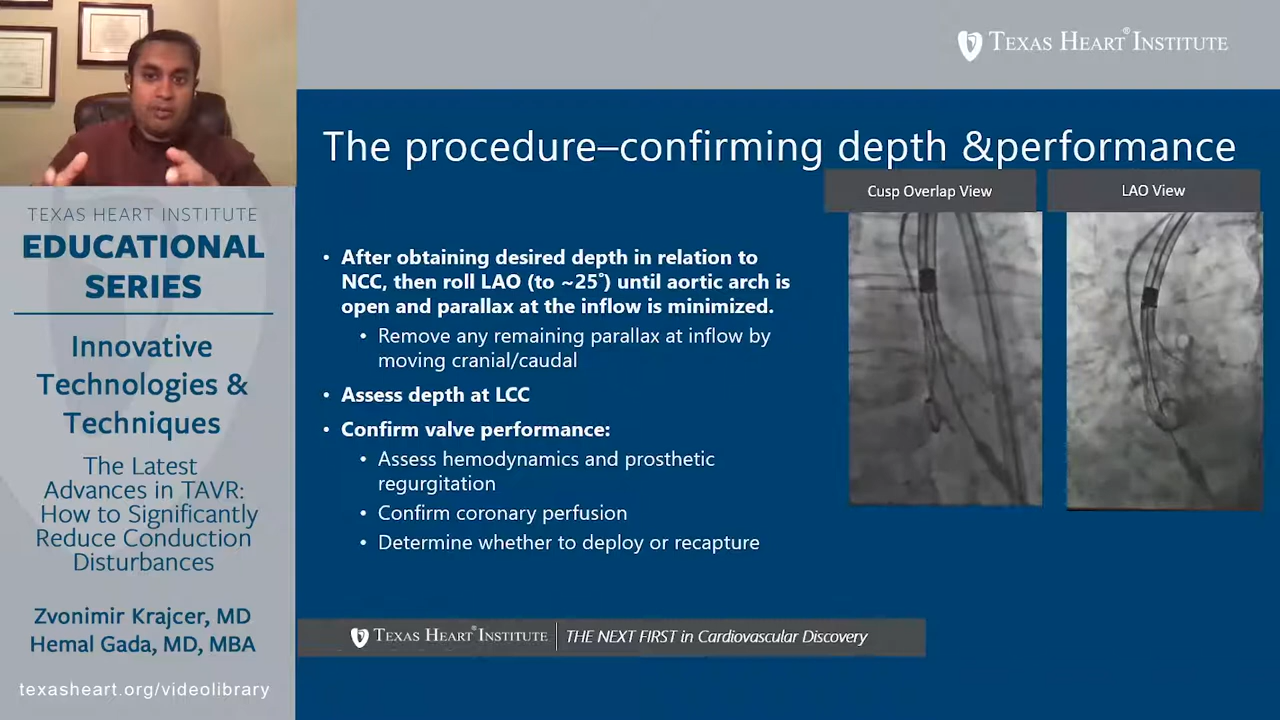 TEXAS HEART® INSTITUTE
The procedure–confirming depth &performance
Cusp Overlap View
LAO View
• After obtaining desired depth in relation to
NCC, then roll LAO (to ~25°) until aortic arch is
open and parallax at the inflow is minimized.
• Remove any remaining parallax at inflow by
moving cranial/caudal
• Assess depth at LCC
• Confirm valve performance:
• Assess hemodynamics and prosthetic
regurgitation
• Confirm coronary perfusion
• Determine whether to deploy or recapture
TEXAS HEART® INSTITUTE
THE NEXT FIRST in Cardiovascular Discovery
TEXAS HEART INSTITUTE
EDUCATIONAL
SERIES
Innovative
Technologies &
Techniques
The Latest
Advances in TAVR:
How to Significantly
Reduce Conduction
Disturbances
Zvonimir Krajcer, MD
Hemal Gada, MD, MBA
texasheart.org/videolibrary